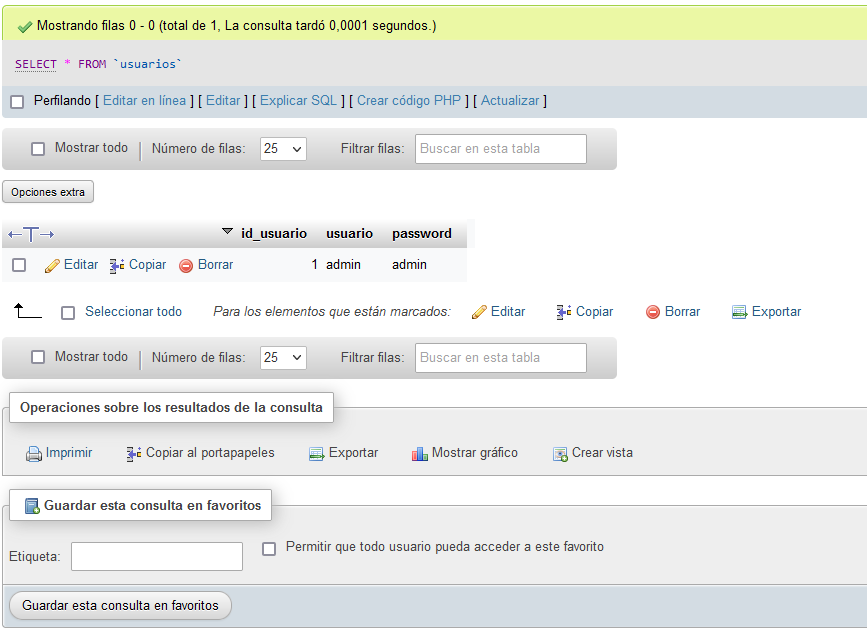 Mostrando filas 0 - 0 (total de 1, La consulta tardó 0,0001 segundos.)
SELECT * FROM `usuarios`
Perfilando [ Editar en línea ] [ Editar ] [ Explicar SQL ] [ Crear código PHP ] [ Actualizar ]
Mostrar todo Número de filas: 25 Filtrar filas: Buscar en esta tabla
Opciones extra
←T→ id_usuario usuario password
Editar Copiar Borrar 1 admin admin
Seleccionar todo Para los elementos que están marcados: Editar Copiar Borrar Exportar
Mostrar todo Número de filas: 25 Filtrar filas: Buscar en esta tabla
Operaciones sobre los resultados de la consulta
Imprimir Copiar al portapapeles Exportar Mostrar gráfico Crear vista
Guardar esta consulta en favoritos
Etiqueta: Permitir que todo usuario pueda acceder a este favorito
Guardar esta consulta en favoritos